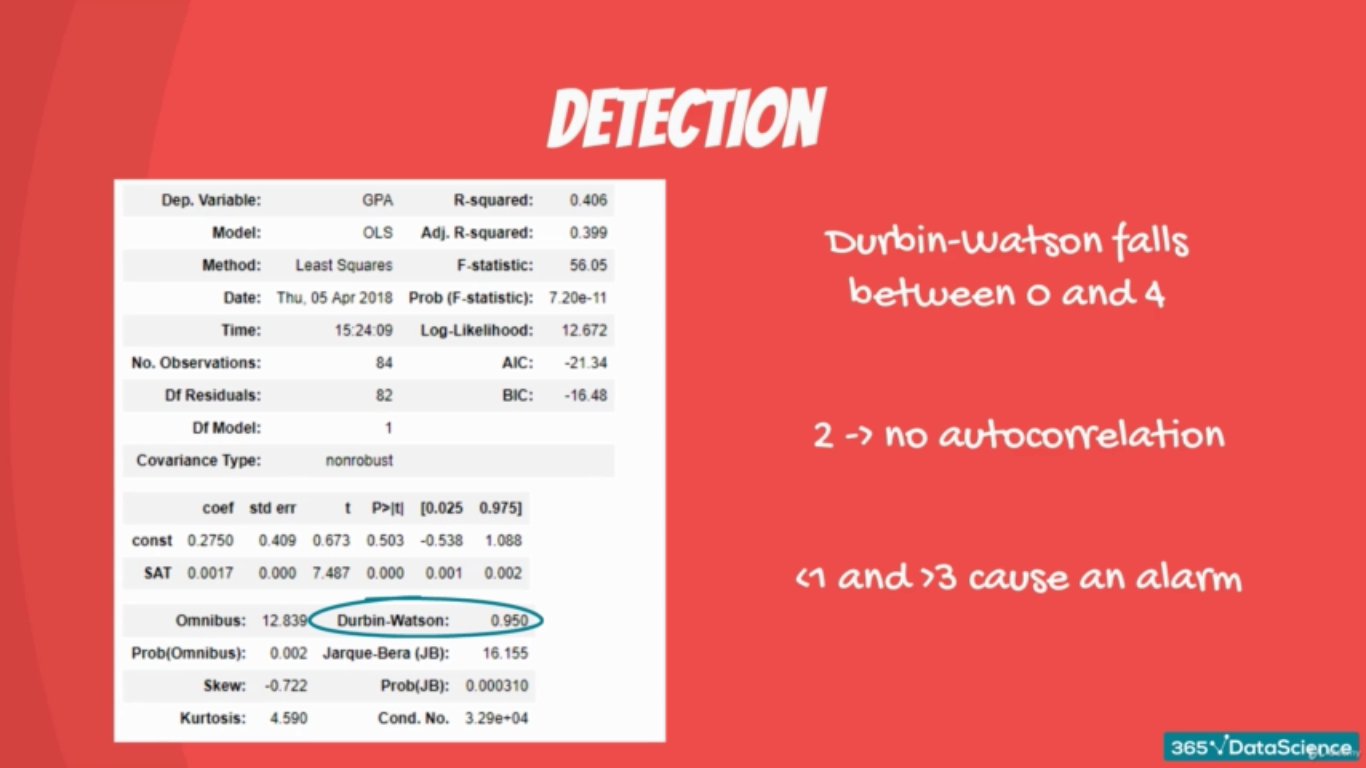 DETECTION
Dep. Variable: GPA R-squared: 0.406
Model: OLS Adj. R-squared: 0.399
Method: Least Squares F-statistic: 56.05
Date: Thu, 05 Apr 2018 Prob (F-statistic): 7.20e-11
Time: 15:24:09 Log-Likelihood: 12.672
No. Observations: 84 AIC: -21.34
Df Residuals: 82 BIC: -16.48
Df Model: 1
Covariance Type: nonrobust
coef std err t P>|t| [0.025 0.975]
const 0.2750 0.409 0.673 0.503 -0.538 1.088
SAT 0.0017 0.000 7.487 0.000 0.001 0.002
Omnibus: 12.839 Durbin-Watson: 0.950
Prob(Omnibus): 0.002 Jarque-Bera (JB): 16.155
Skew: -0.722 Prob(JB): 0.000310
Kurtosis: 4.590 Cond. No. 3.29e+04
Durbin-Watson falls
between 0 and 4
2 -> no autocorrelation
<1 and >3 cause an alarm
365 DataScience